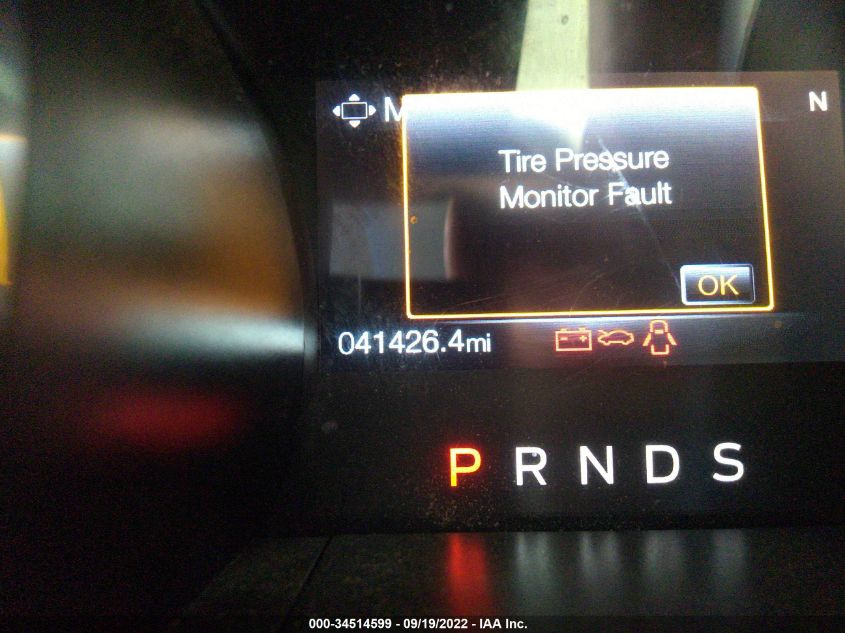 M
N
Tire Pressure
Monitor Fault
OK
041426.4mi
P R N D S
000-34514599 - 09/19/2022 - IAA Inc.